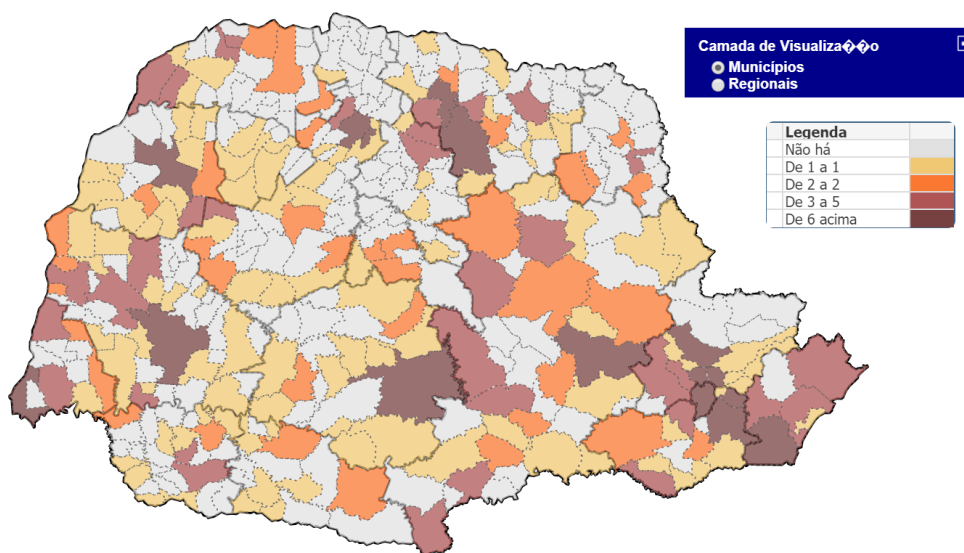 Camada de Visualiza��o
Municípios
Regionais
Legenda
Não há
De 1 a 1
De 2 a 2
De 3 a 5
De 6 acima